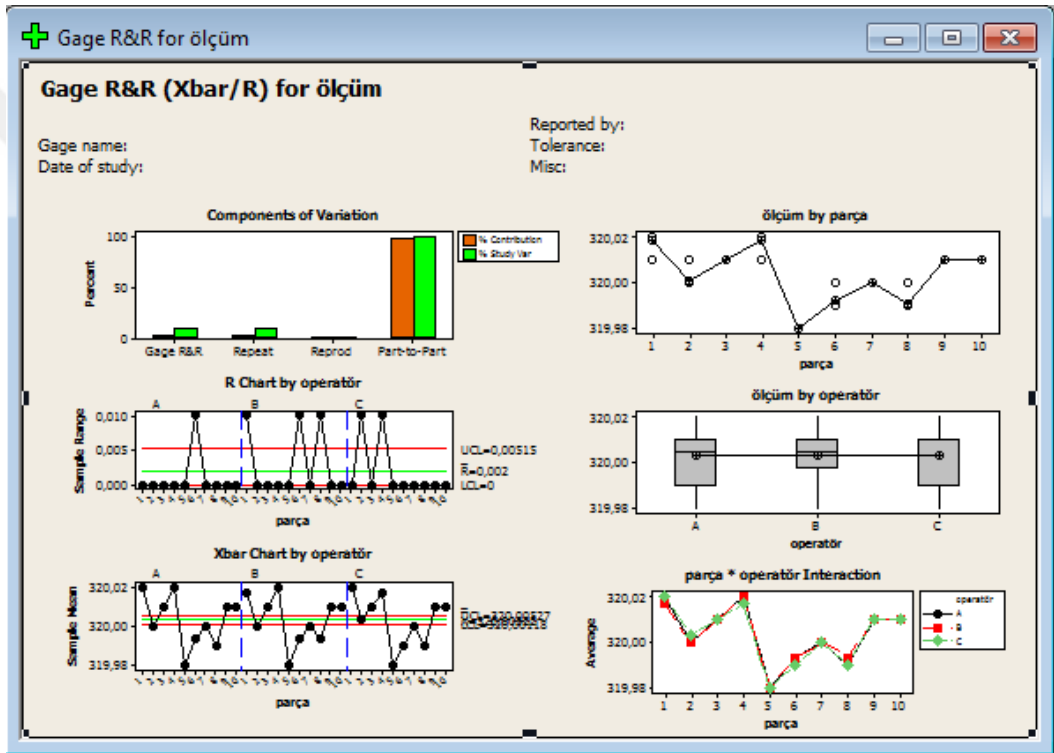 Gage R&R for ölçüm
Gage R&R (Xbar/R) for ölçüm
Gage name:
Date of study:
Reported by:
Tolerance:
Misc:
Components of Variation
100
50
0
Percent
Gage R&R Repeat Reprod Part-to-Part
% Contribution
% Study Var
R Chart by operatör
A B C
0,010
0,005
0,000
Sample Range
UCL=0,00515
R=0,002
LCL=0
parça
Xbar Chart by operatör
A B C
320,02
320,00
319,98
Sample Mean
parça
ölçüm by parça
320,02
320,00
319,98
1 2 3 4 5 6 7 8 9 10
parça
ölçüm by operatör
320,02
320,00
319,98
A B C
operatör
parça * operatör Interaction
320,02
320,00
319,98
Average
1 2 3 4 5 6 7 8 9 10
parça
operatör
A
B
C